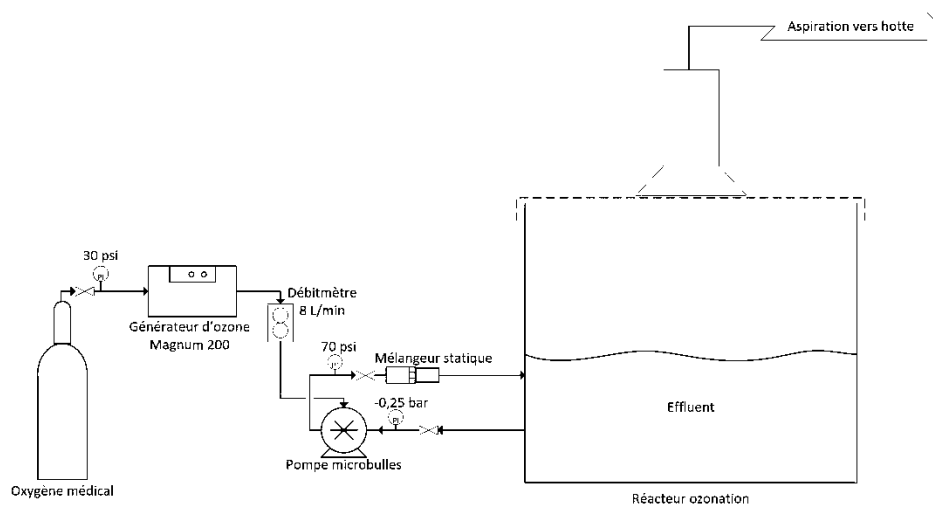 Aspiration vers hotte
30 psi
PI
Générateur d'ozone
Magnum 200
Débitmètre
8 L/min
70 psi
Mélangeur statique
-0,25 bar
PI
Effluent
Pompe microbulles
Oxygène médical
Réacteur ozonation